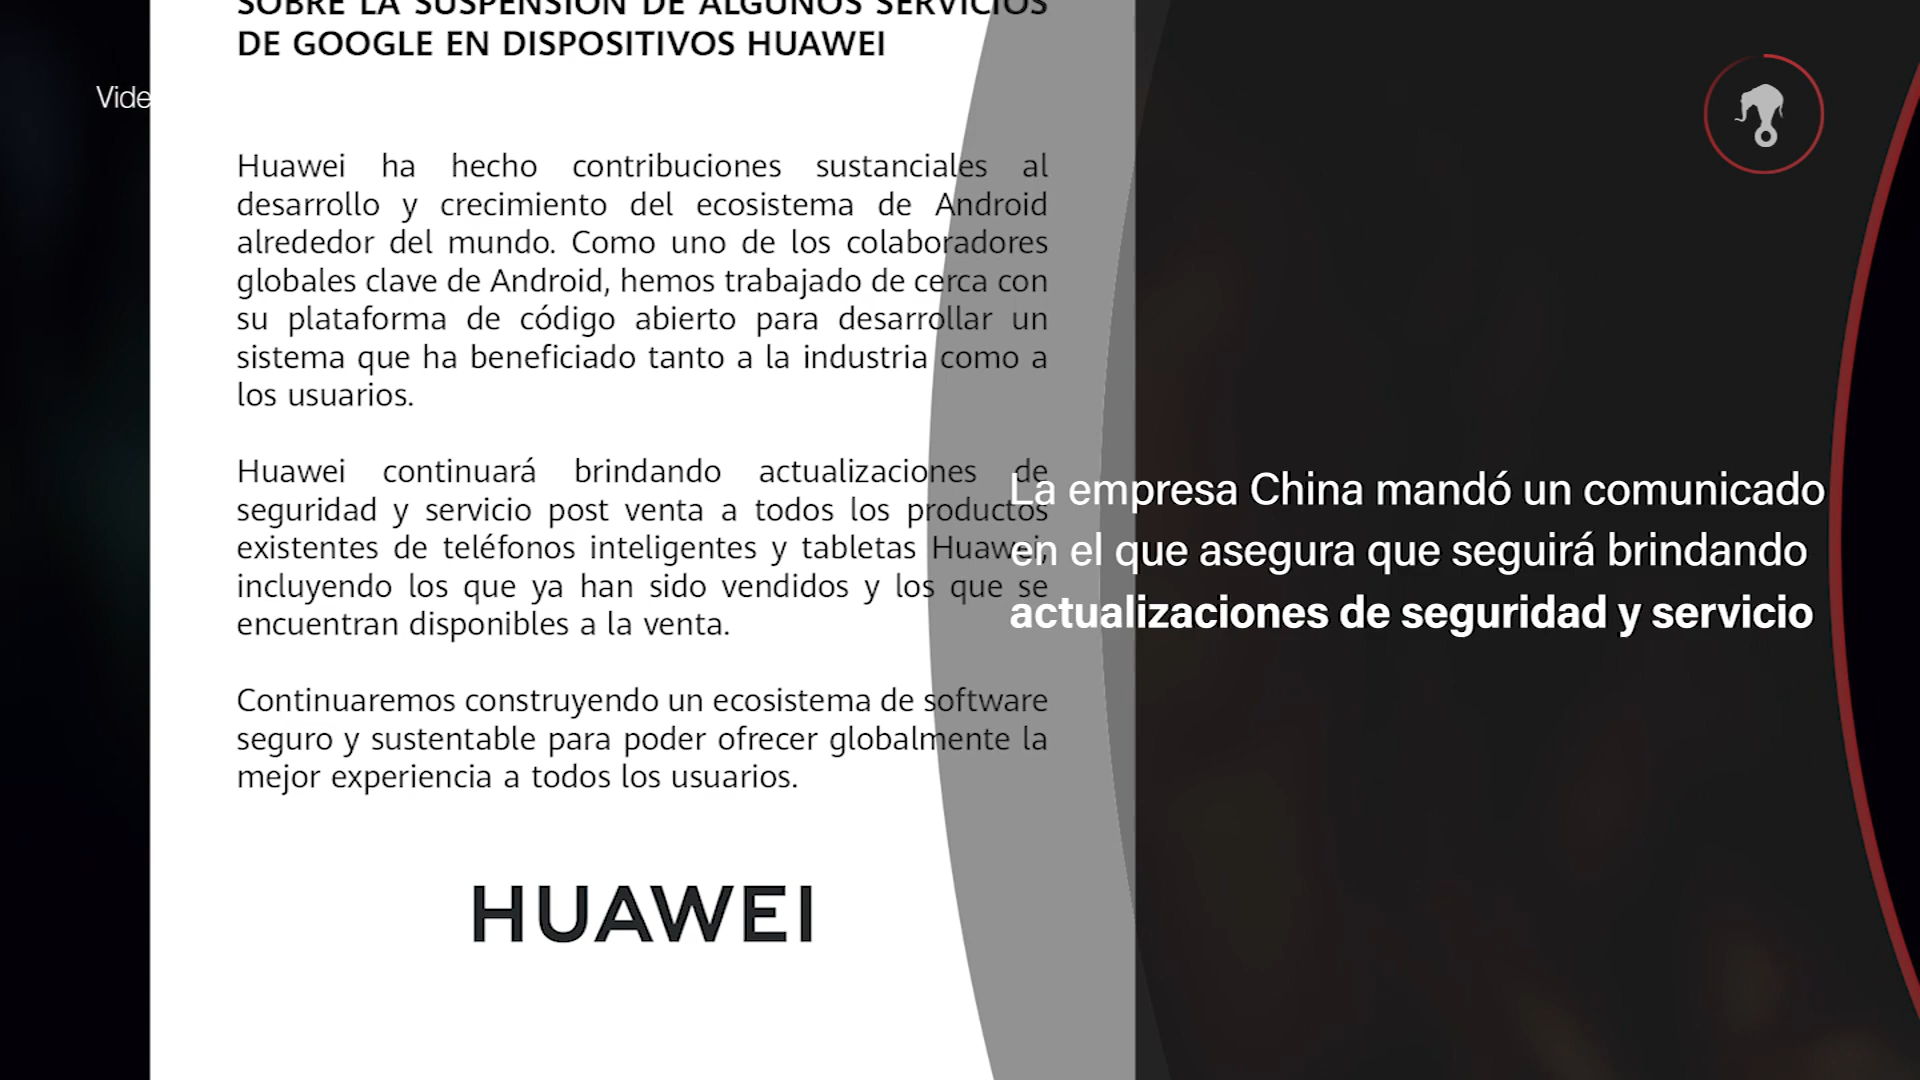 SOBRE LA SUSPENSIÓN DE ALGUNOS SERVICIOS
DE GOOGLE EN DISPOSITIVOS HUAWEI
Vide
Huawei ha hecho contribuciones sustanciales al
desarrollo y crecimiento del ecosistema de Android
alrededor del mundo. Como uno de los colaboradores
globales clave de Android, hemos trabajado de cerca con
su plataforma de código abierto para desarrollar un
sistema que ha beneficiado tanto a la industria como a
los usuarios.
Huawei continuará brindando actualizaciones de
seguridad y servicio post venta a todos los productos
existentes de teléfonos inteligentes y tabletas Huawei,
incluyendo los que ya han sido vendidos y los que se
encuentran disponibles a la venta.
Continuaremos construyendo un ecosistema de software
seguro y sustentable para poder ofrecer globalmente la
mejor experiencia a todos los usuarios.
HUAWEI
La empresa China mandó un comunicado
en el que asegura que seguirá brindando
actualizaciones de seguridad y servicio